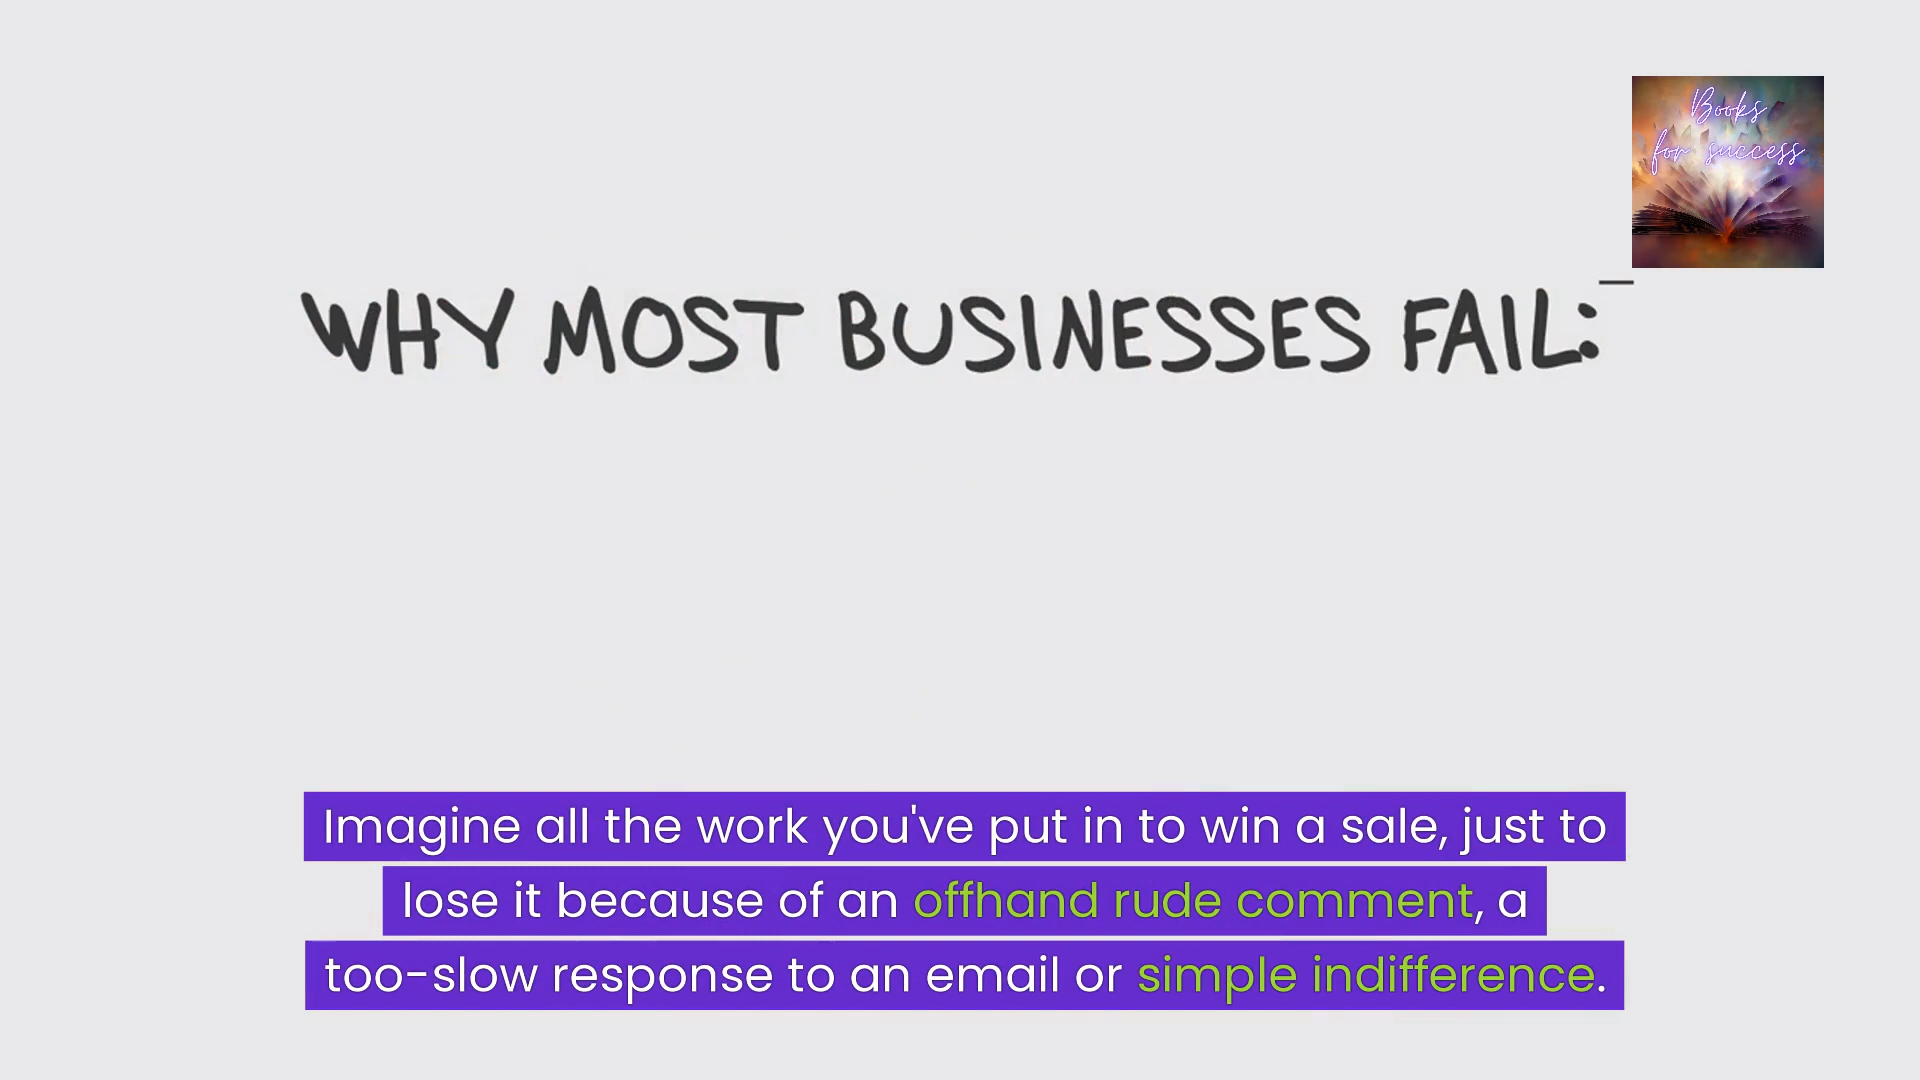 Books
for success
WHY MOST BUSINESSES FAIL:
Imagine all the work you've put in to win a sale, just to
lose it because of an offhand rude comment, a
too-slow response to an email or simple indifference.